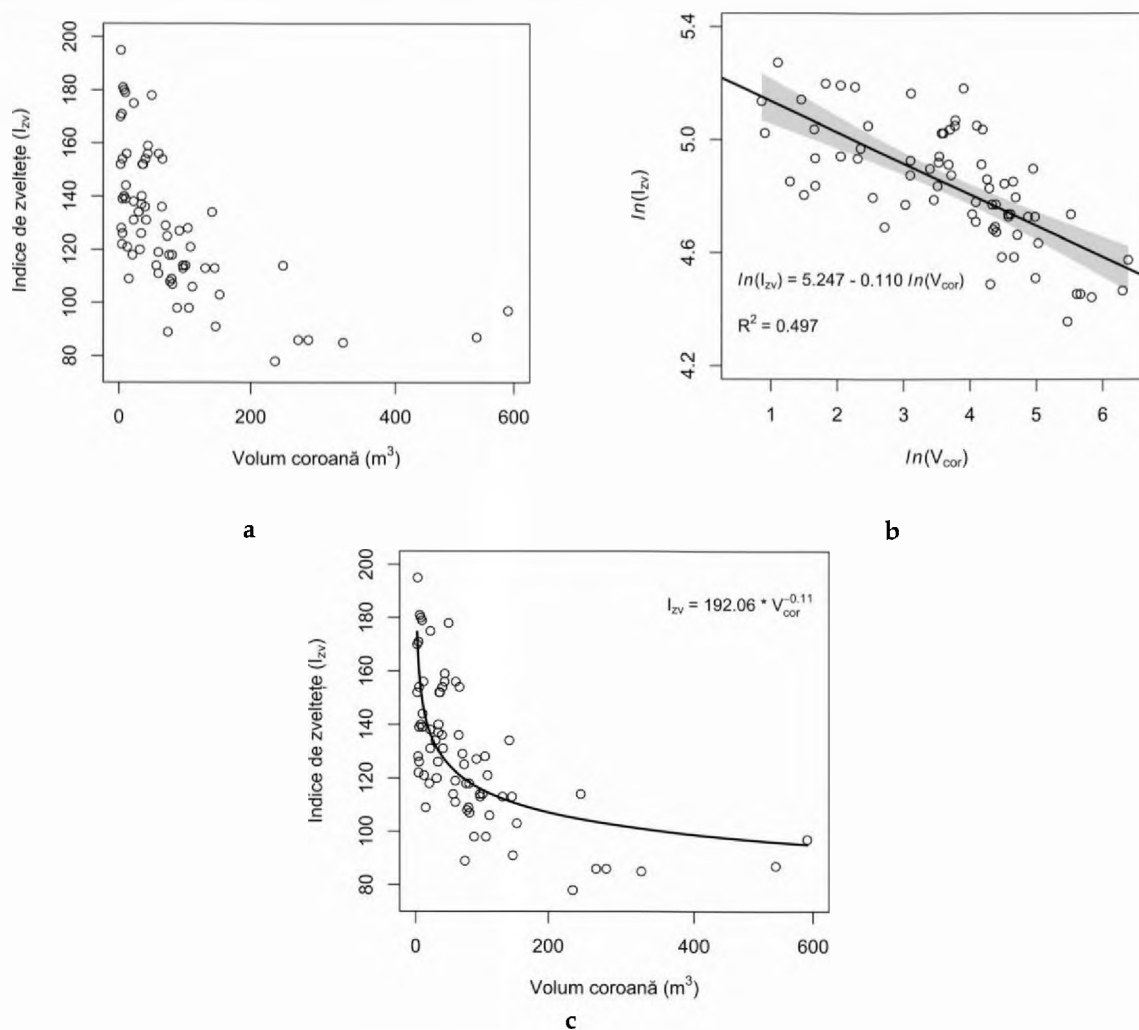 Indice de zveltețe (Izv)
200
180
160
140
120
100
80
0
200
400
600
Volum coroană (m³)
a
ln(Izv)
5.4
5.0
4.6
4.2
ln(Izv) = 5.247 - 0.110 ln(Vcor)
R² = 0.497
1
2
3
4
5
6
ln(Vcor)
b
Indice de zveltețe (Izv)
200
180
160
140
120
100
80
Izv = 192.06 * Vcor^-0.11
0
200
400
600
Volum coroană (m³)
c